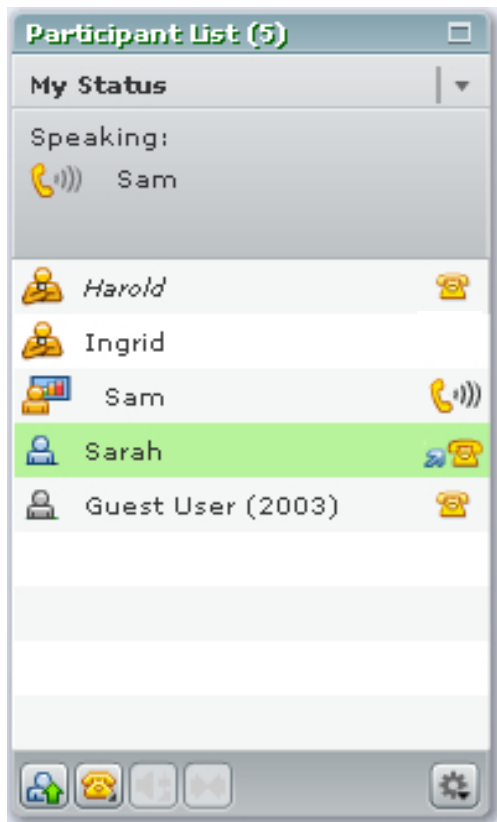 Participant List (5)
My Status
Speaking:
Sam
Harold
Ingrid
Sam
Sarah
Guest User (2003)